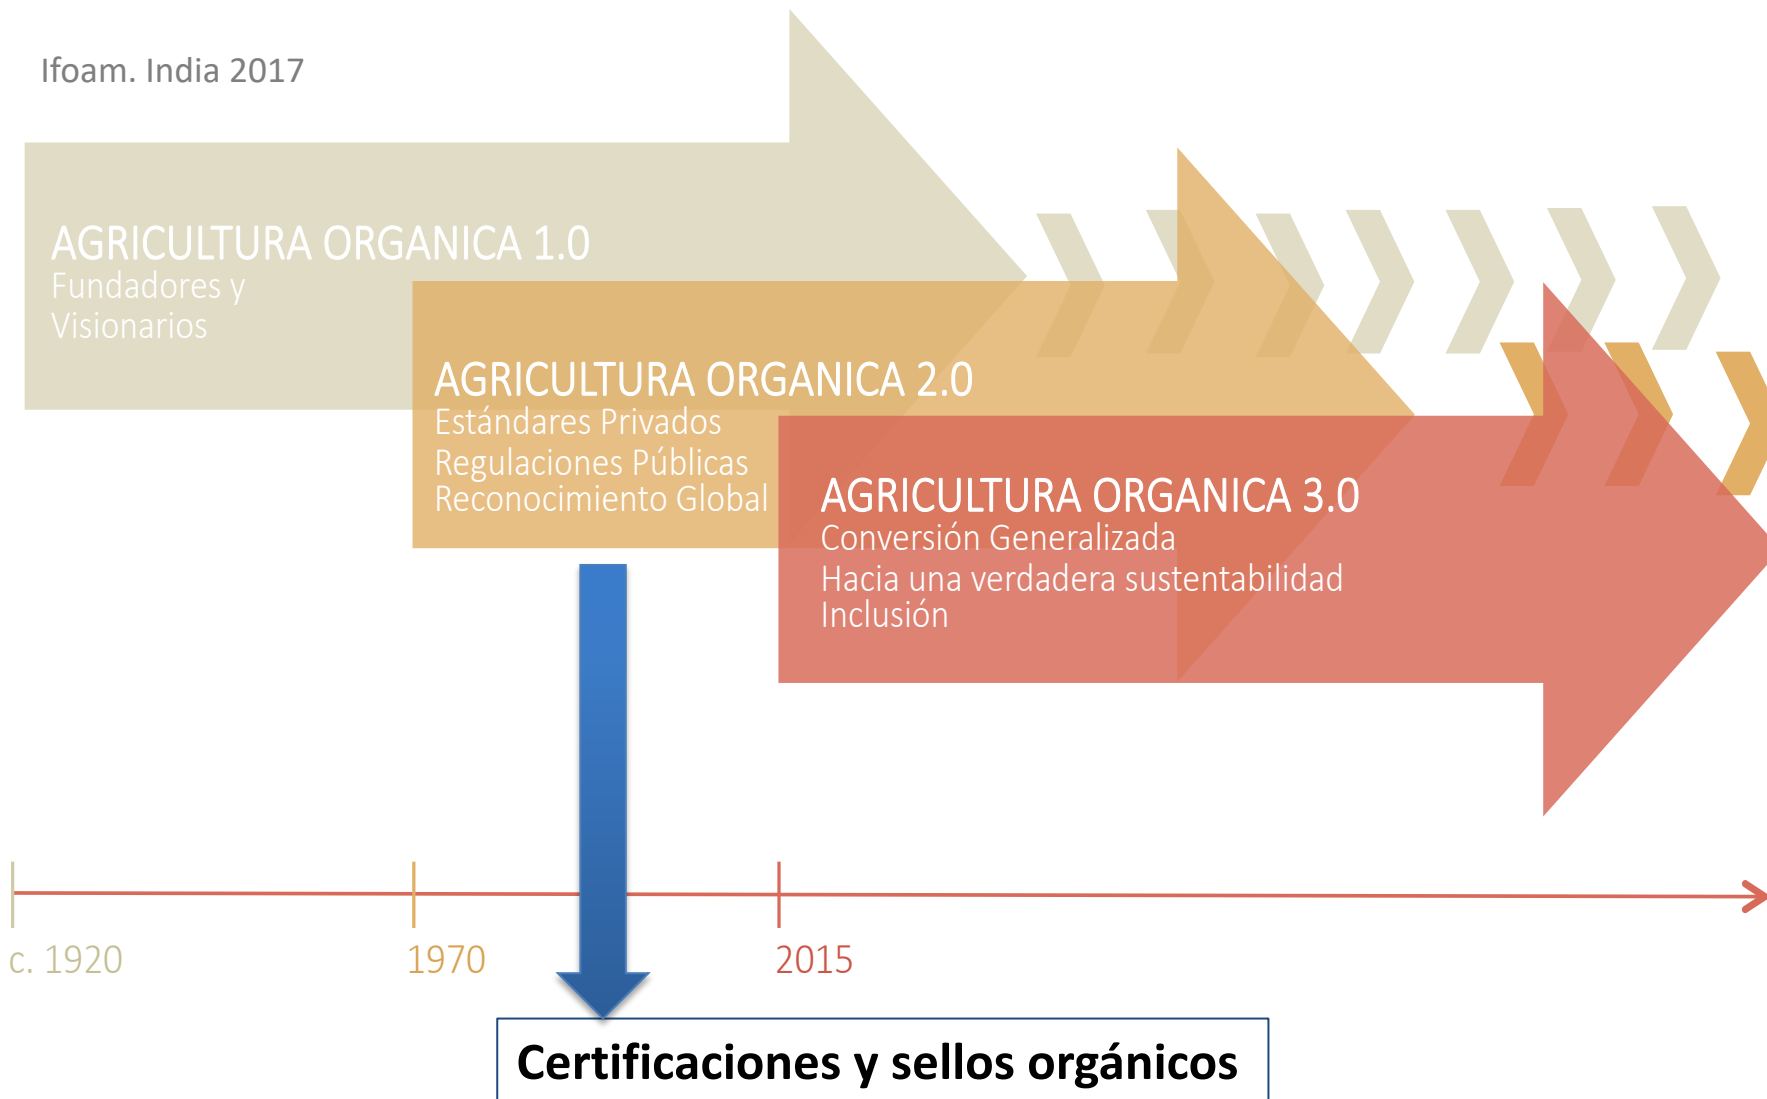 Ifoam. India 2017
AGRICULTURA ORGANICA 1.0
Fundadores y
Visionarios
AGRICULTURA ORGANICA 2.0
Estándares Privados
Regulaciones Públicas
Reconocimiento Global
AGRICULTURA ORGANICA 3.0
Conversión Generalizada
Hacia una verdadera sustentabilidad
Inclusión
c. 1920
1970
2015
Certificaciones y sellos orgánicos